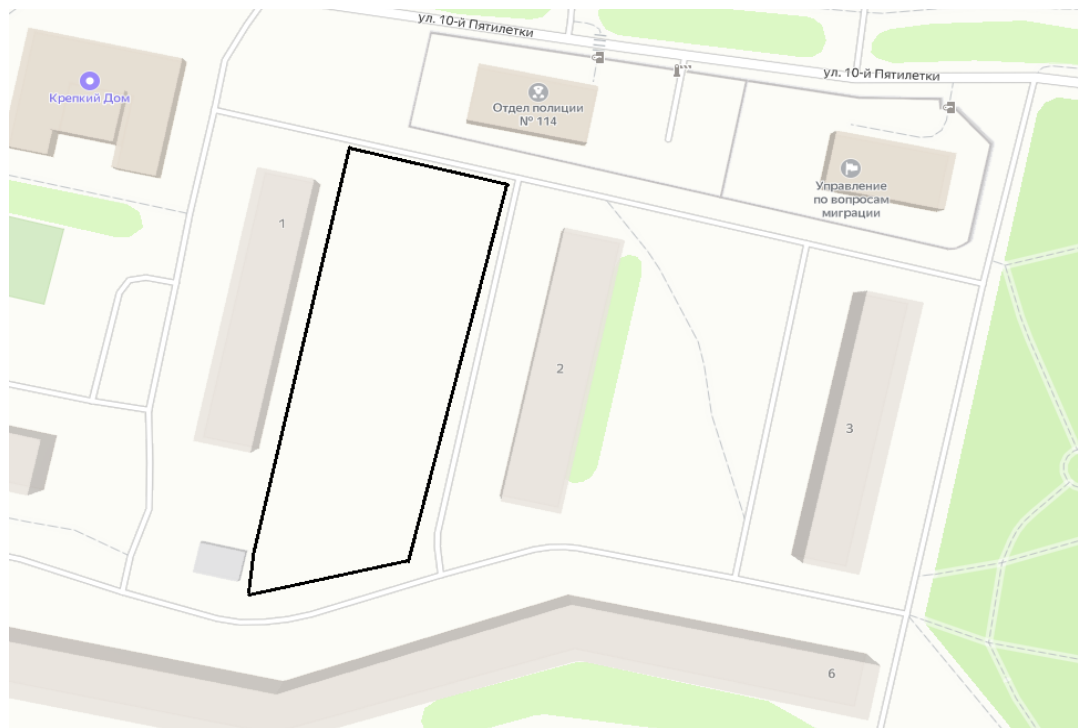 ул. 10-й Пятилетки
ул. 10-й Пятилетки
Крепкий Дом
Отдел полиции
№ 114
Управление
по вопросам
миграции
1
2
3
6